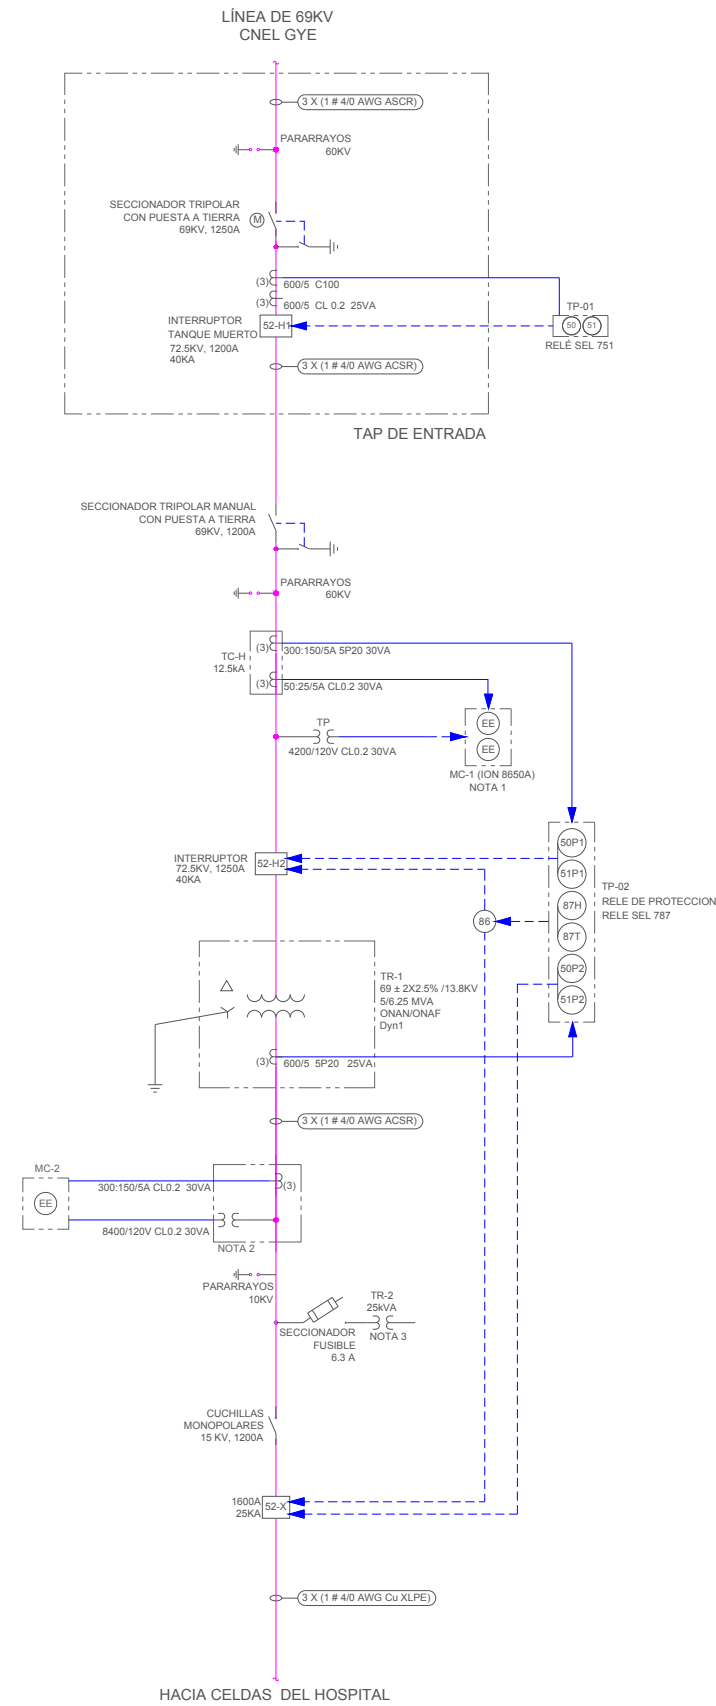 LÍNEA DE 69KV
CNEL GYE
3 X (1 # 4/0 AWG ASCR)
PARARRAYOS
60KV
SECCIONADOR TRIPOLAR
CON PUESTA A TIERRA
69KV, 1250A
M
(3)
600/5  C100
(3)
600/5  CL 0.2  25VA
TP-01
50
51
RELÉ SEL 751
INTERRUPTOR
TANQUE MUERTO
72.5KV, 1200A
40KA
52-H1
3 X (1 # 4/0 AWG ACSR)
TAP DE ENTRADA
SECCIONADOR TRIPOLAR MANUAL
CON PUESTA A TIERRA
69KV, 1200A
PARARRAYOS
60KV
TC-H
12.5kA
(3)
300:150/5A 5P20 30VA
(3)
50:25/5A CL0.2 30VA
TP
4200/120V CL0.2 30VA
EE
EE
MC-1 (ION 8650A)
NOTA 1
INTERRUPTOR
72.5KV, 1250A
40KA
52-H2
50P1
51P1
87H
87T
50P2
51P2
TP-02
RELE DE PROTECCION
RELE SEL 787
86
TR-1
69 ± 2X2.5% /13.8KV
5/6.25 MVA
ONAN/ONAF
Dyn1
(3)
600/5  5P20   25VA
3 X (1 # 4/0 AWG ACSR)
MC-2
EE
300:150/5A CL0.2  30VA
(3)
8400/120V CL0.2 30VA
NOTA 2
PARARRAYOS
10KV
TR-2
25kVA
NOTA 3
SECCIONADOR
FUSIBLE
6.3 A
CUCHILLAS
MONOPOLARES
15 KV, 1200A
1600A
25KA
52-X
3 X (1 # 4/0 AWG Cu XLPE)
HACIA CELDAS  DEL HOSPITAL